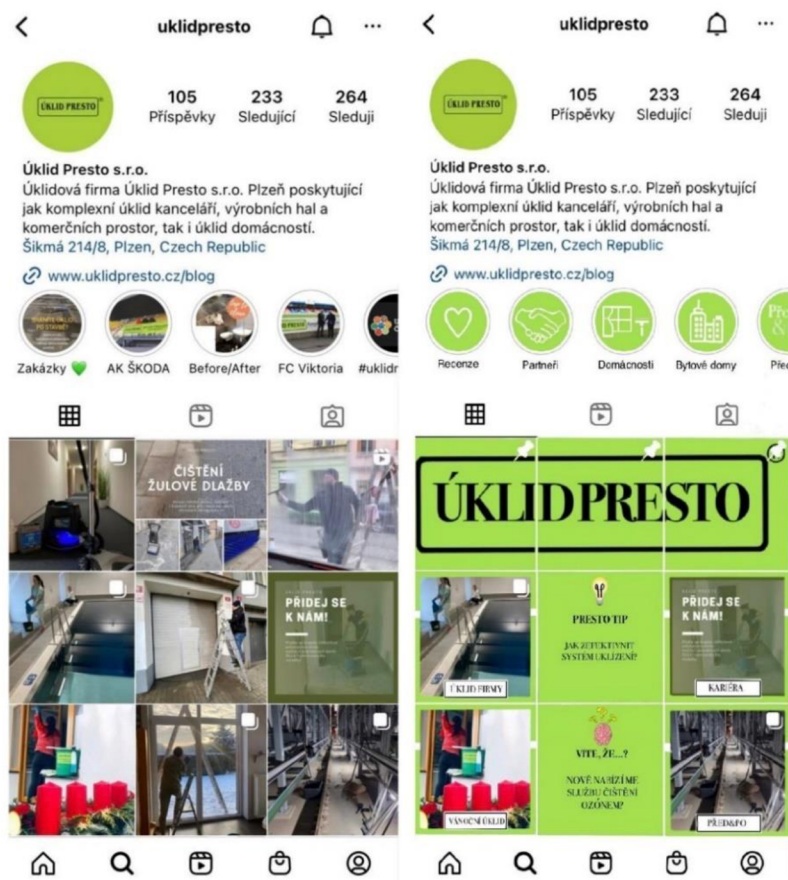 uklidpresto
ÚKLID PRESTO
105
233
264
Příspěvky
Sledující
Sleduji
Úklid Presto s.r.o.
Úklidová firma Úklid Presto s.r.o. Plzeň poskytující
jak komplexní úklid kanceláří, výrobních hal a
komerčních prostor, tak i úklid domácností.
Šikmá 214/8, Plzen, Czech Republic
www.uklidpresto.cz/blog
Zakázky 💚
AK ŠKODA
Before/After
FC Viktoria
#uklidr
ČIŠTĚNÍ
ŽULOVÉ DLAŽBY
PŘIDEJ SE
K NÁM!
uklidpresto
ÚKLID PRESTO
105
233
264
Příspěvky
Sledující
Sleduji
Úklid Presto s.r.o.
Úklidová firma Úklid Presto s.r.o. Plzeň poskytující
jak komplexní úklid kanceláří, výrobních hal a
komerčních prostor, tak i úklid domácností.
Šikmá 214/8, Plzen, Czech Republic
www.uklidpresto.cz/blog
Recenze
Partneři
Domácnosti
Bytové domy
Před
ÚKLID PRESTO
PRESTO TIP
JAK ZEFEKTIVNIT
SYSTÉM UKLÍZENÍ?
PŘIDEJ SE
K NÁM!
ÚKLID FIRMY
KARIÉRA
VÍTE, ŽE...?
NOVĚ NABÍZÍME
SLUŽBU ČIŠTĚNÍ
OZÓNEM?
VÁNOČNÍ ÚKLID
PŘED&PO